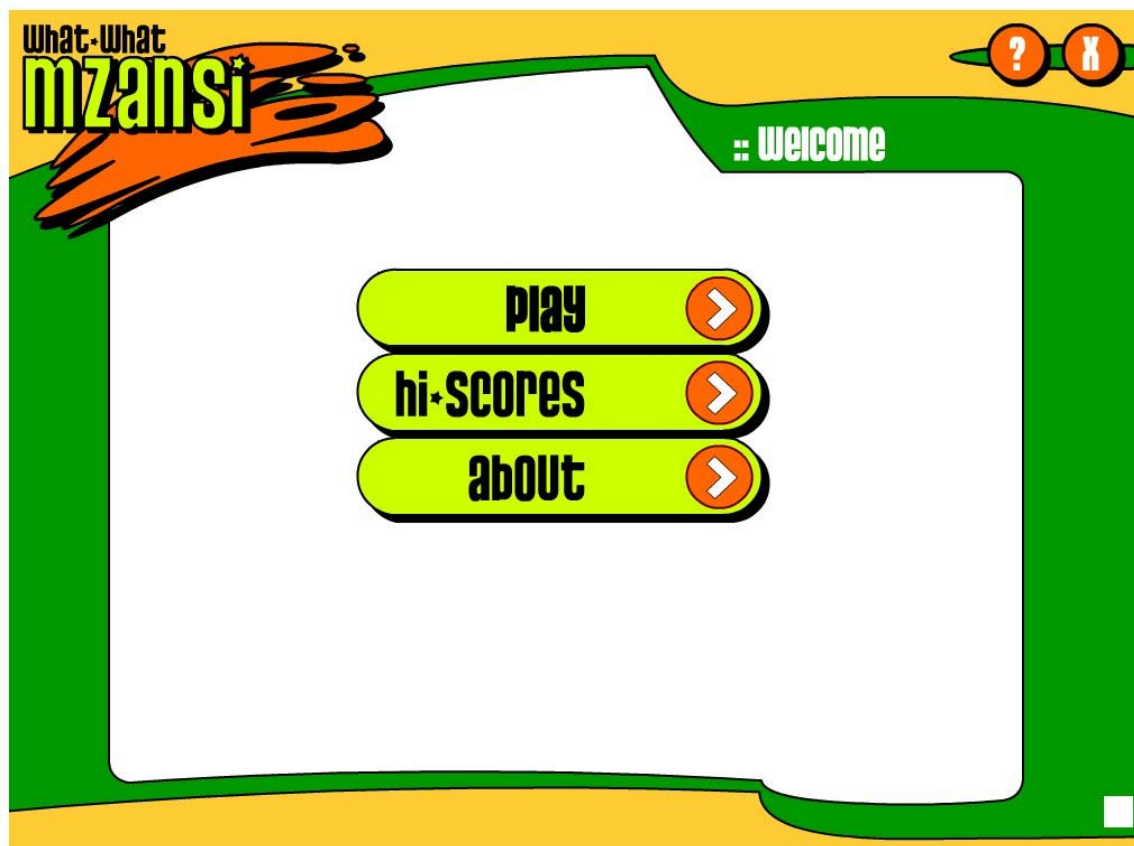 What★What
mzansi
? X
:: welcome
play
hi★scores
about